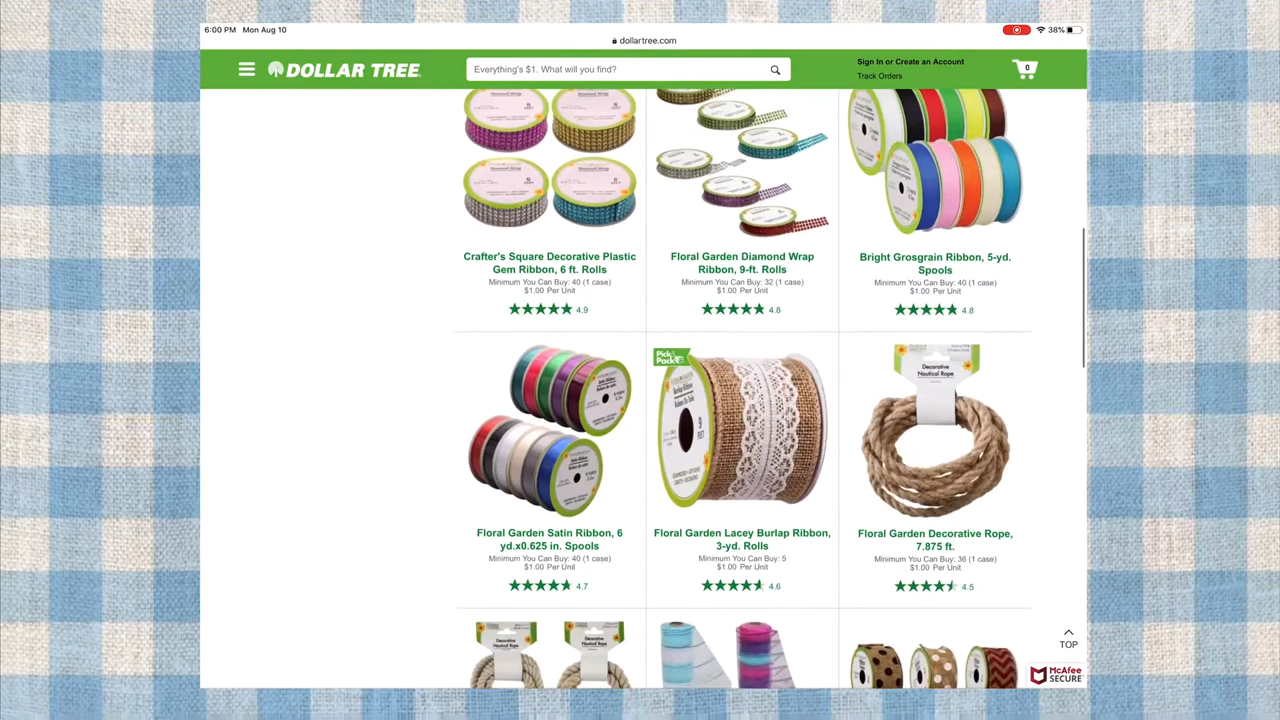 6:00 PM Mon Aug 10
38%
dollartree.com
DOLLAR TREE
Everything's $1. What will you find?
Sign In or Create an Account
Track Orders
0
Crafter's Square Decorative Plastic
Gem Ribbon, 6 ft. Rolls
Minimum You Can Buy: 40 (1 case)
$1.00 Per Unit
4.9
Floral Garden Diamond Wrap
Ribbon, 9-ft. Rolls
Minimum You Can Buy: 32 (1 case)
$1.00 Per Unit
4.8
Bright Grosgrain Ribbon, 5-yd.
Spools
Minimum You Can Buy: 40 (1 case)
$1.00 Per Unit
4.8
Pick
Pack
Decorative
Nautical Rope
Floral Garden Satin Ribbon, 6
yd.x0.625 in. Spools
Minimum You Can Buy: 40 (1 case)
$1.00 Per Unit
4.7
Floral Garden Lacey Burlap Ribbon,
3-yd. Rolls
Minimum You Can Buy: 5
$1.00 Per Unit
4.6
Floral Garden Decorative Rope,
7.875 ft.
Minimum You Can Buy: 36 (1 case)
$1.00 Per Unit
4.5
Decorative
Nautical Rope
Decorative
Nautical Rope
TOP
McAfee
SECURE